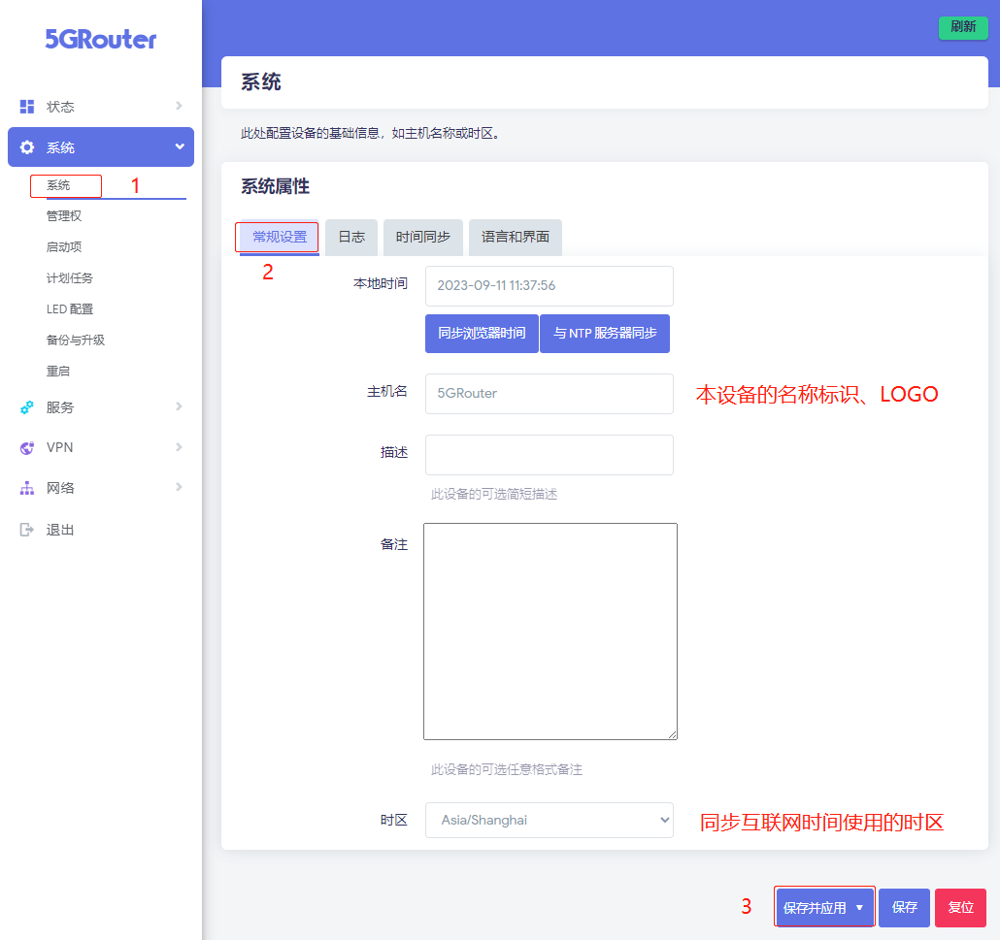 5GRouter
刷新
状态
系统
系统
1
管理权
启动项
计划任务
LED 配置
备份与升级
重启
服务
VPN
网络
退出
系统
此处配置设备的基础信息，如主机名称或时区。
系统属性
常规设置 日志 时间同步 语言和界面
2
本地时间 2023-09-11 11:37:56
同步浏览器时间 与 NTP 服务器同步
主机名 5GRouter 本设备的名称标识、LOGO
描述
此设备的可选简短描述
备注
此设备的可选任意格式备注
时区 Asia/Shanghai 同步互联网时间使用的时区
3 保存并应用 保存 复位